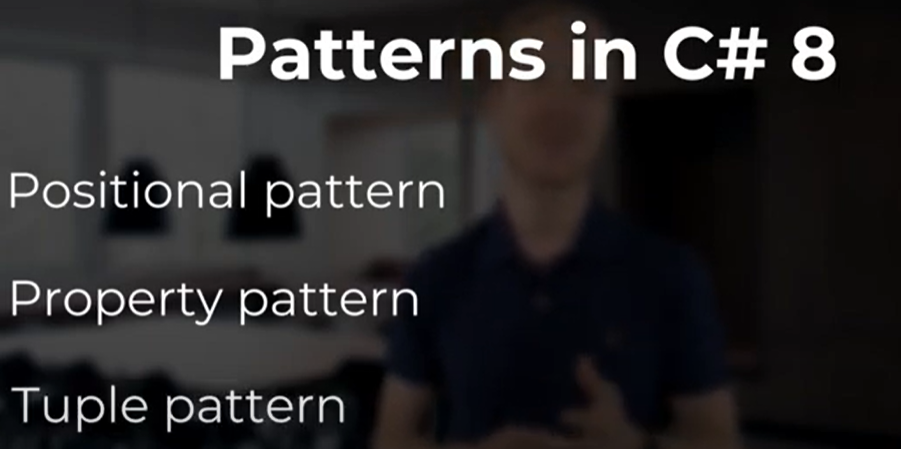 Patterns in C# 8
Positional pattern
Property pattern
Tuple pattern